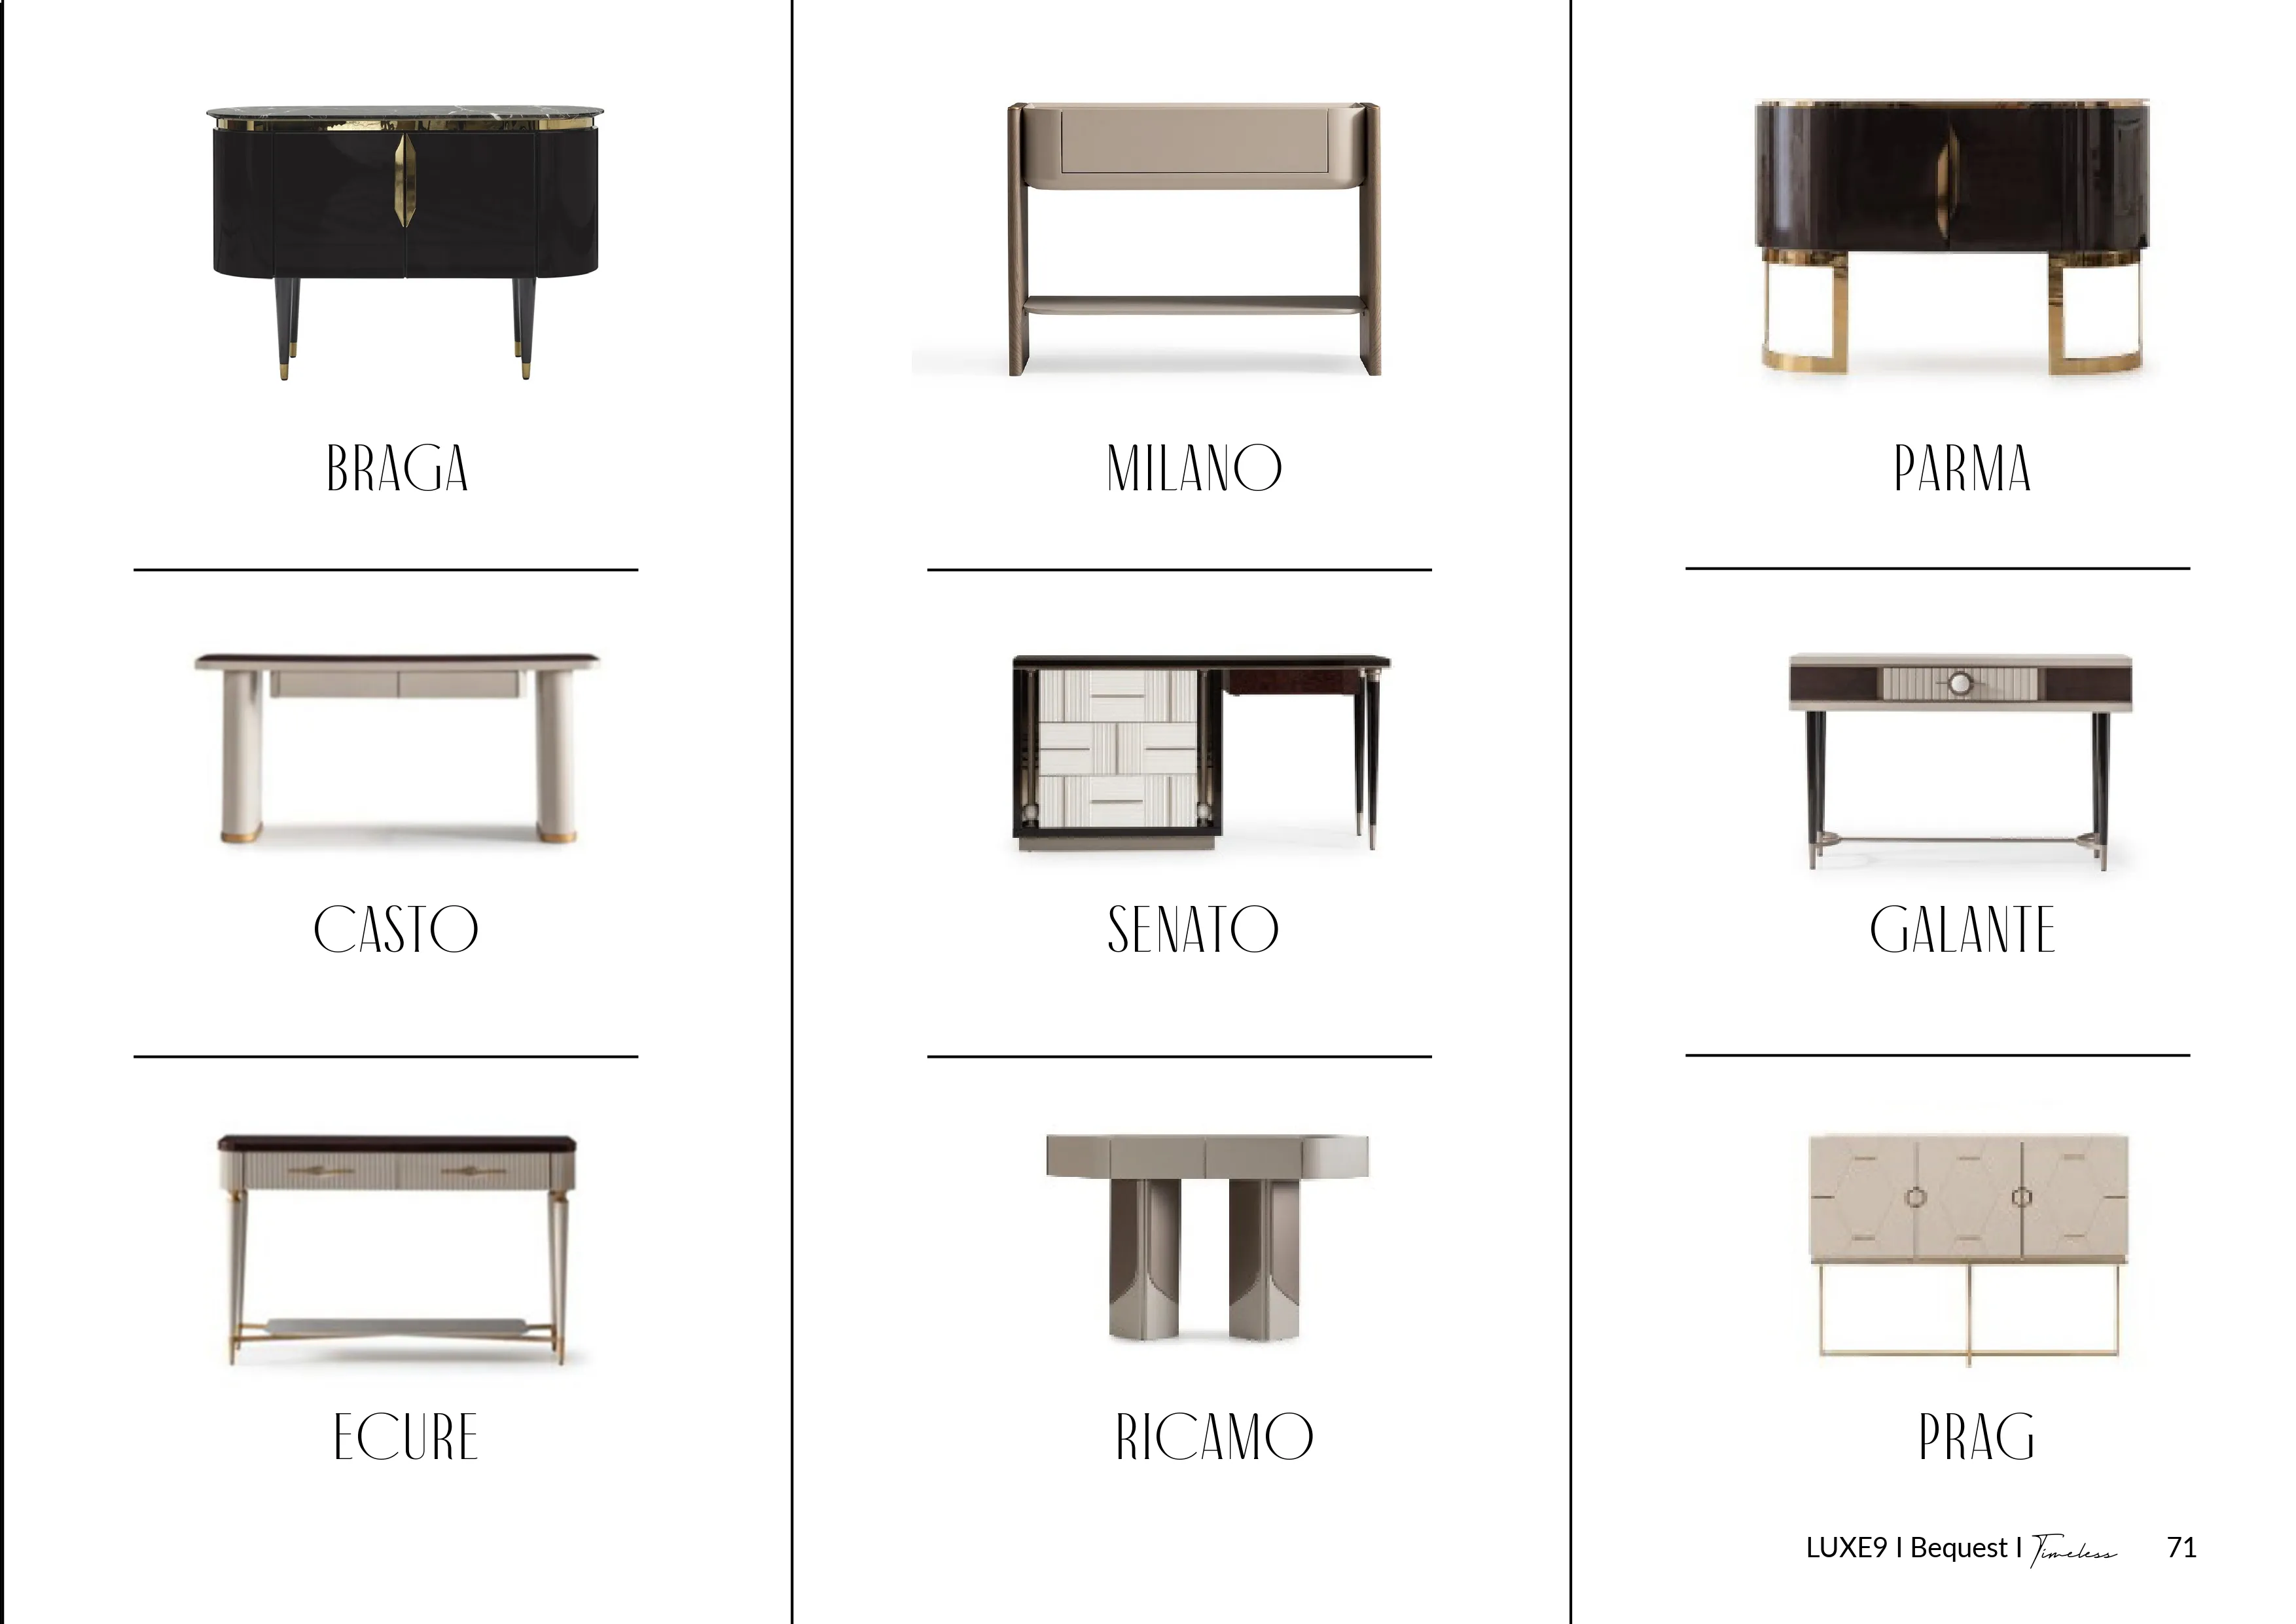 BRAGA
MILANO
PARMA
CASTO
SENATO
GALANTE
ECURE
RICAMO
PRAG
LUXE9 I Bequest I Timeless 71